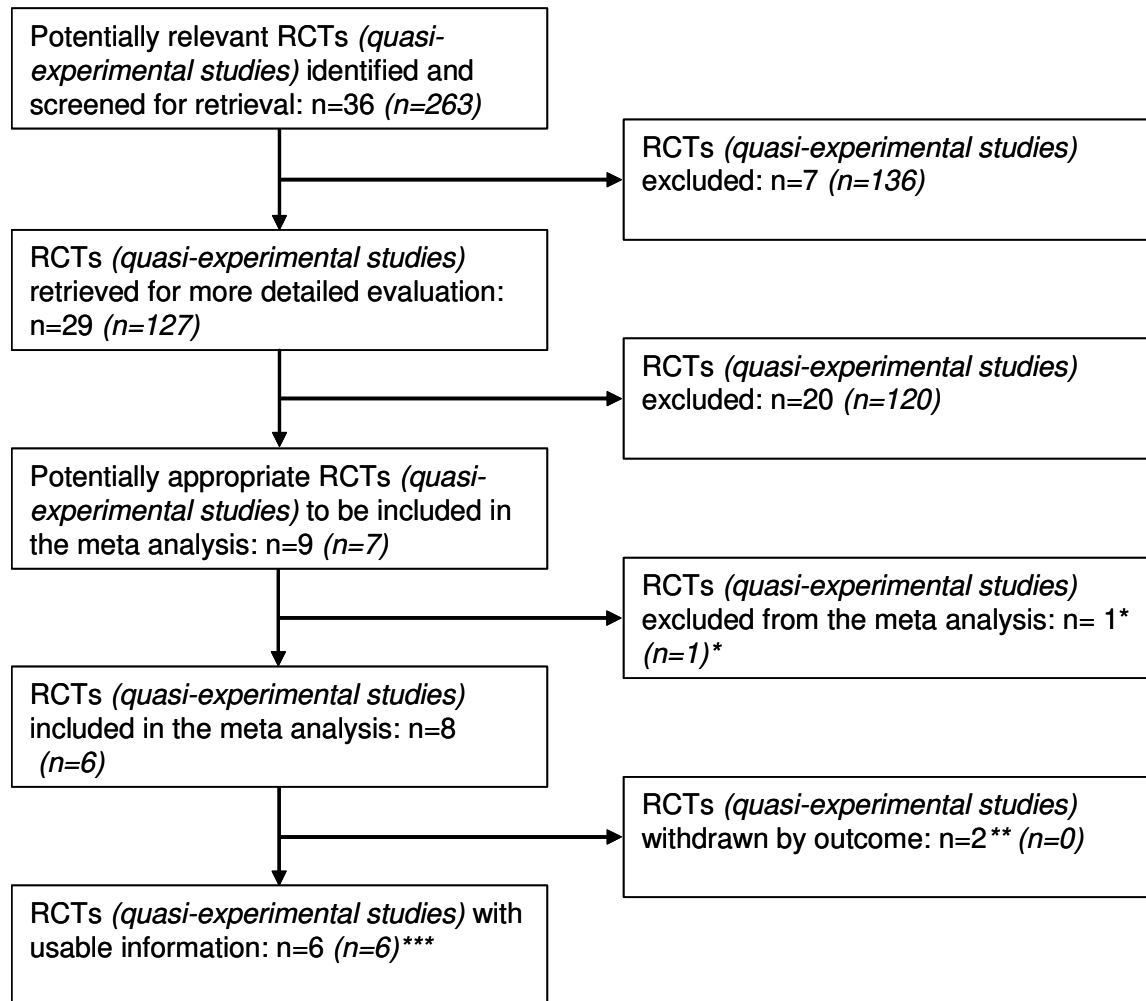 Potentially relevant RCTs (quasi-
experimental studies) identified and
screened for retrieval: n=36 (n=263)
RCTs (quasi-experimental studies)
excluded: n=7 (n=136)
RCTs (quasi-experimental studies)
retrieved for more detailed evaluation:
n=29 (n=127)
RCTs (quasi-experimental studies)
excluded: n=20 (n=120)
Potentially appropriate RCTs (quasi-
experimental studies) to be included in
the meta analysis: n=9 (n=7)
RCTs (quasi-experimental studies)
excluded from the meta analysis: n= 1*
(n=1)*
RCTs (quasi-experimental studies)
included in the meta analysis: n=8
(n=6)
RCTs (quasi-experimental studies)
withdrawn by outcome: n=2** (n=0)
RCTs (quasi-experimental studies) with
usable information: n=6 (n=6)***